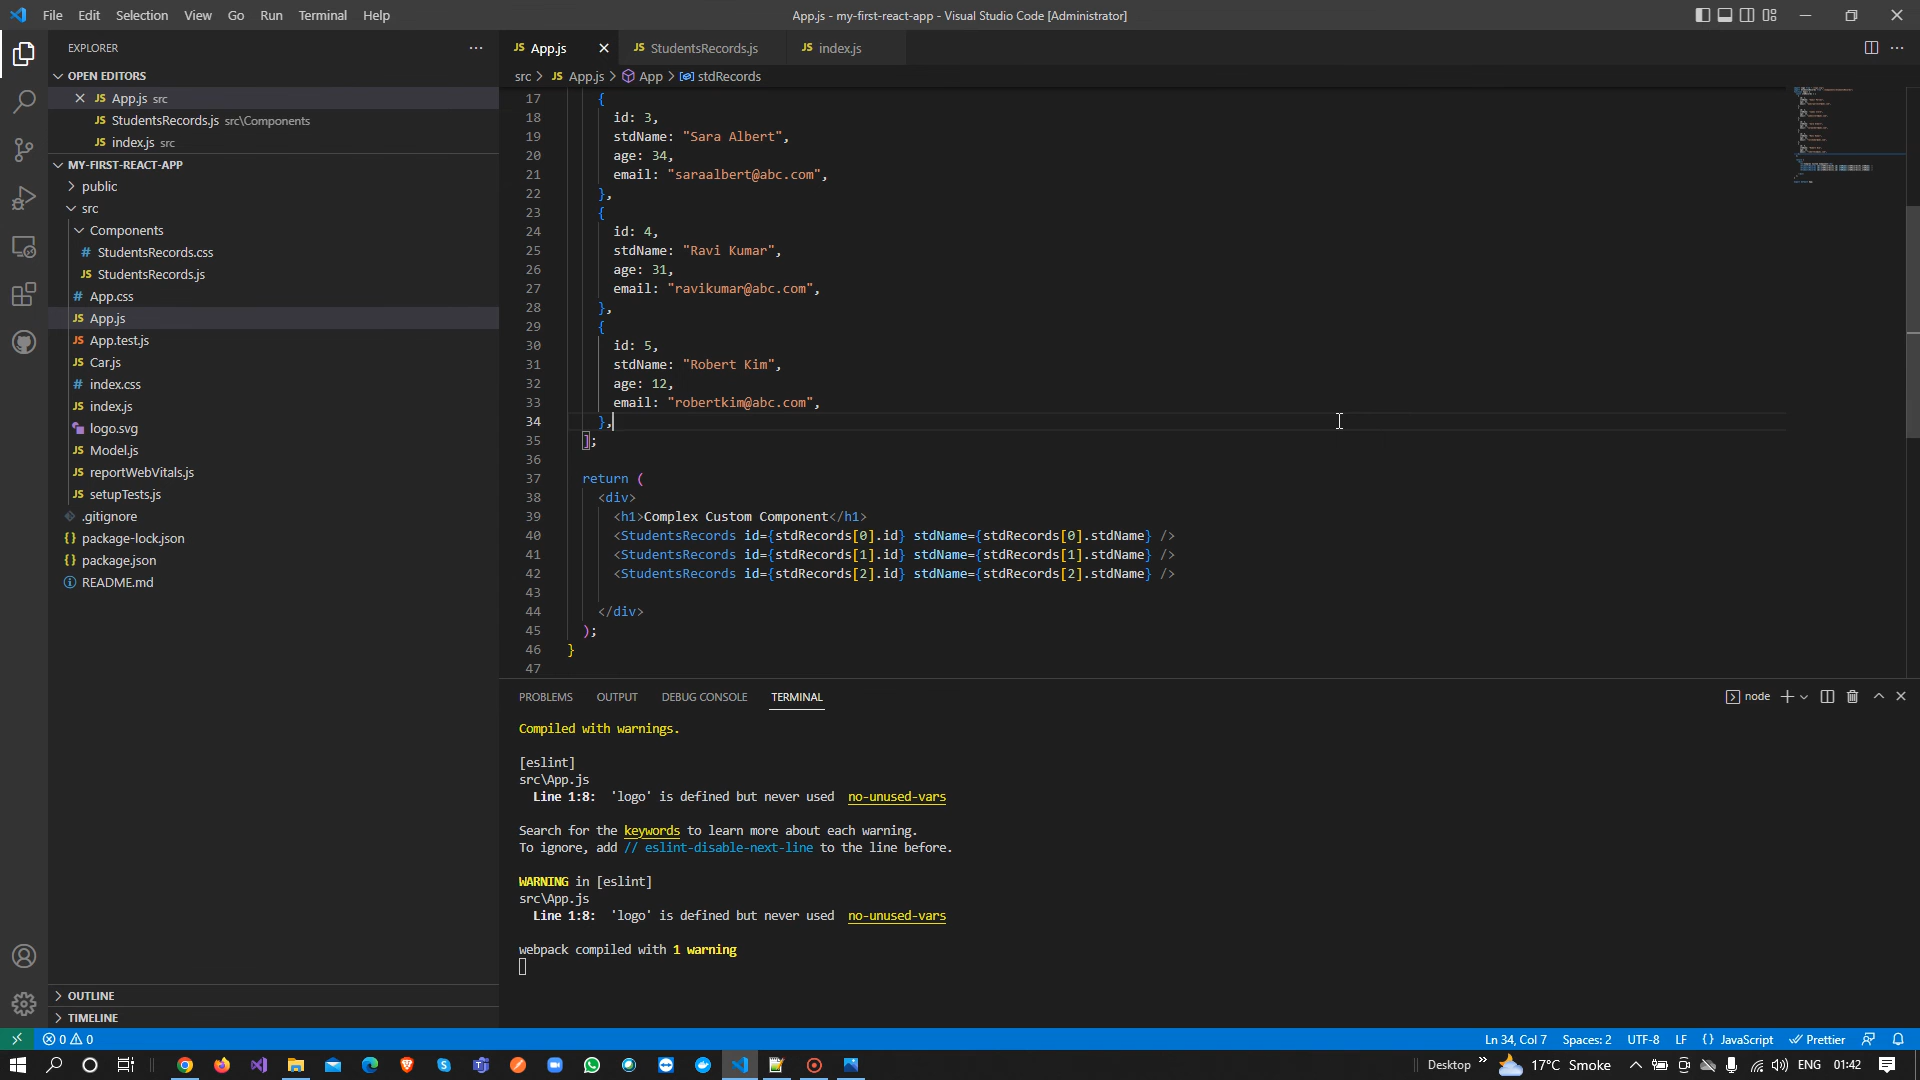 File Edit Selection View Go Run Terminal Help
App.js - my-first-react-app - Visual Studio Code [Administrator]
EXPLORER
OPEN EDITORS
App.js src
StudentsRecords.js src\Components
index.js src
MY-FIRST-REACT-APP
public
src
Components
StudentsRecords.css
StudentsRecords.js
App.css
App.js
App.test.js
Car.js
index.css
index.js
logo.svg
Model.js
reportWebVitals.js
setupTests.js
.gitignore
package-lock.json
package.json
README.md
OUTLINE
TIMELINE
JS App.js JS StudentsRecords.js JS index.js
src > JS App.js > App > stdRecords
17 {
18 id: 3,
19 stdName: "Sara Albert",
20 age: 34,
21 email: "saraalbert@abc.com",
22 },
23 {
24 id: 4,
25 stdName: "Ravi Kumar",
26 age: 31,
27 email: "ravikumar@abc.com",
28 },
29 {
30 id: 5,
31 stdName: "Robert Kim",
32 age: 12,
33 email: "robertkim@abc.com",
34 },
35 ];
36
37 return (
38 <div>
39 <h1>Complex Custom Component</h1>
40 <StudentsRecords id={stdRecords[0].id} stdName={stdRecords[0].stdName} />
41 <StudentsRecords id={stdRecords[1].id} stdName={stdRecords[1].stdName} />
42 <StudentsRecords id={stdRecords[2].id} stdName={stdRecords[2].stdName} />
43
44 </div>
45 );
46 }
47
PROBLEMS OUTPUT DEBUG CONSOLE TERMINAL
node
Compiled with warnings.
[eslint]
src\App.js
Line 1:8: 'logo' is defined but never used no-unused-vars
Search for the keywords to learn more about each warning.
To ignore, add // eslint-disable-next-line to the line before.
WARNING in [eslint]
src\App.js
Line 1:8: 'logo' is defined but never used no-unused-vars
webpack compiled with 1 warning
0 0
Ln 34, Col 7 Spaces: 2 UTF-8 LF {} JavaScript Prettier
Desktop 17°C Smoke ENG 01:42